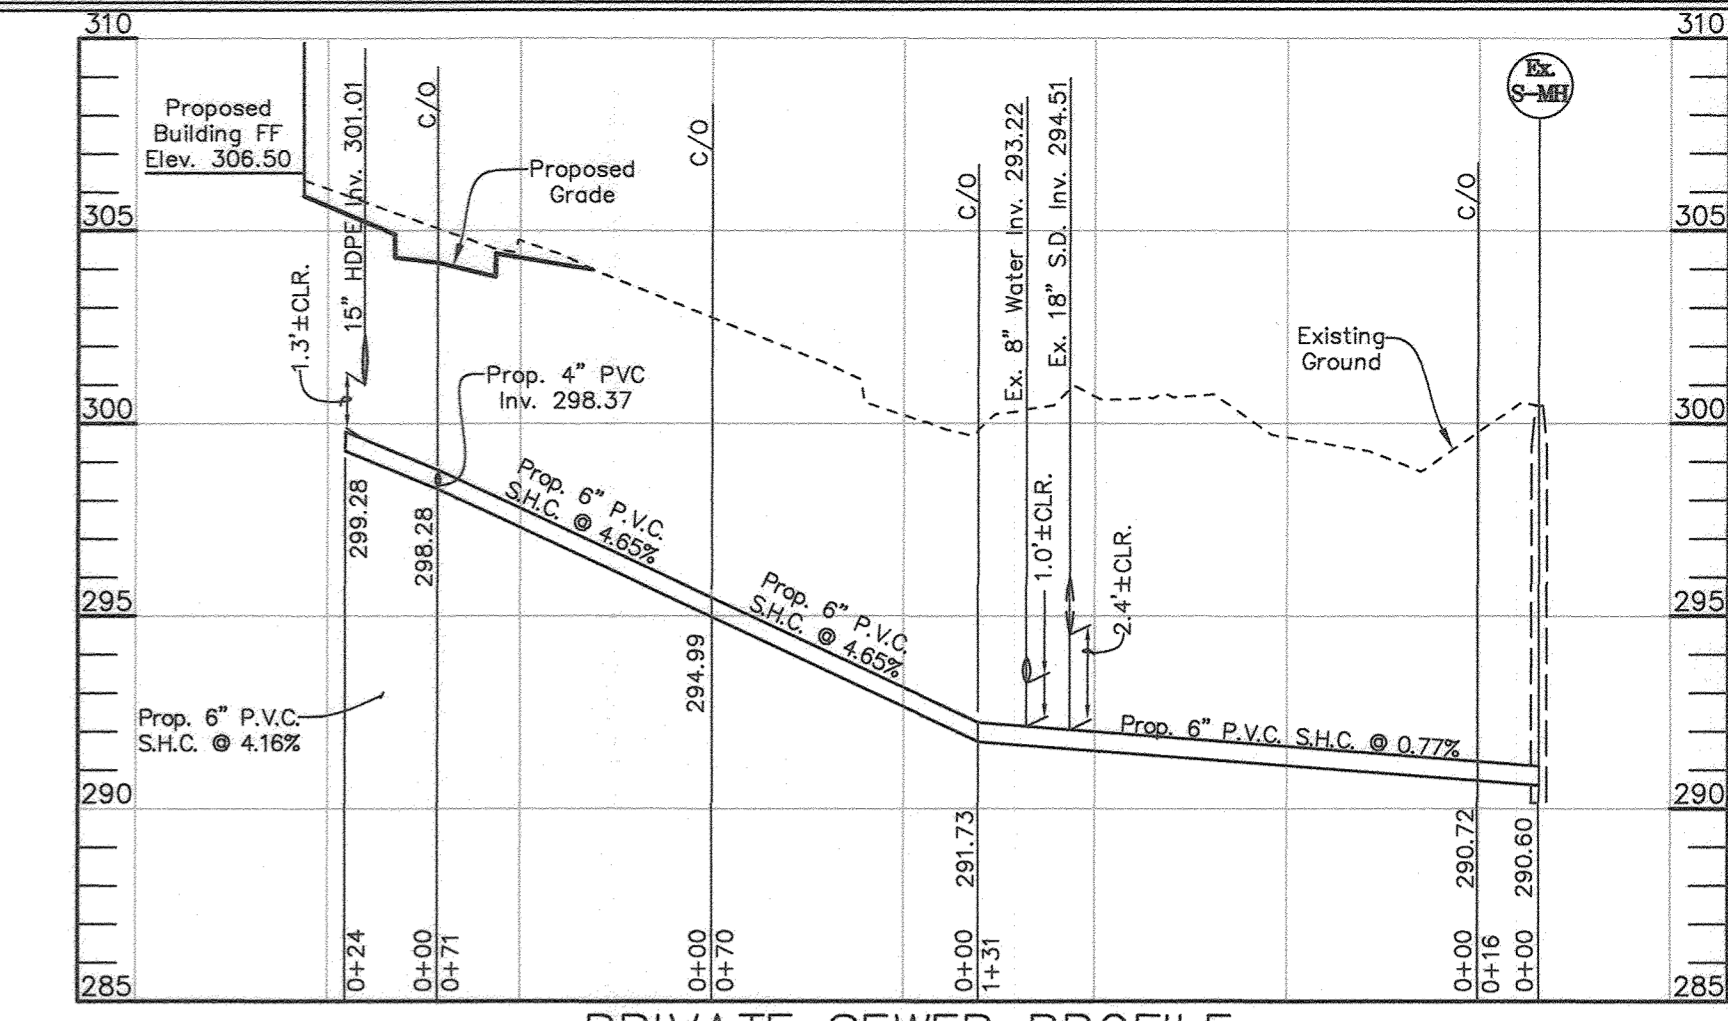 310
310
Ex.
S-MH
Proposed
Building FF
Elev. 306.50
15" HDPE Inv. 301.01
C/O
C/O
C/O
Ex. 8" Water Inv. 293.22
Ex. 18" S.D. Inv. 294.51
C/O
Proposed
Grade
305
305
1.3'±CLR.
Prop. 4" PVC
Inv. 298.37
Existing
Ground
300
300
299.28
298.28
Prop. 6" P.V.C.
S.H.C. @ 4.65%
1.0'±CLR.
2.4'±CLR.
295
295
294.99
Prop. 6" P.V.C.
S.H.C. @ 4.65%
Prop. 6" P.V.C.
S.H.C. @ 4.16%
Prop. 6" P.V.C. S.H.C. @ 0.77%
290
290
291.73
290.72
290.60
0+24
0+00
0+71
0+00
0+70
0+00
1+31
0+00
0+16
0+00
285
285
PRIVATE SEWER PROFILE